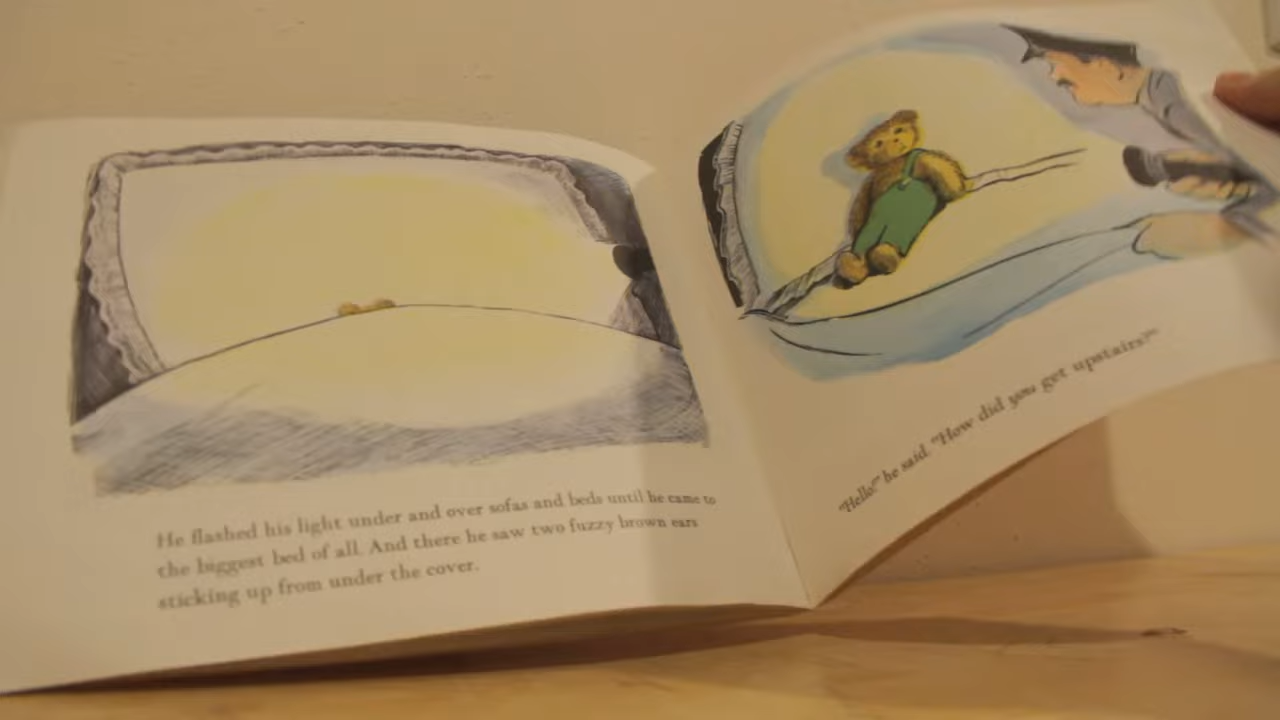 He flashed his light under and over sofas and beds until he came to
the biggest bed of all. And there he saw two fuzzy brown ears
sticking up from under the cover.
"Hello!" he said. "How did you get upstairs?"